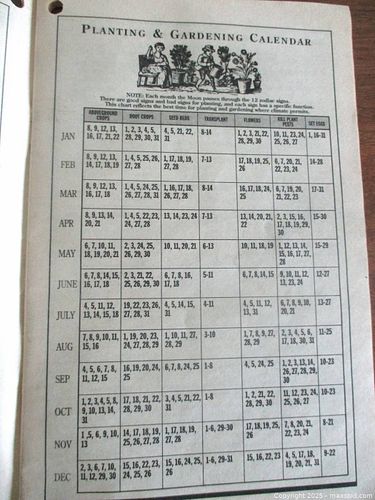 PLANTING & GARDENING CALENDAR
NOTE: Each month the Moon passes through the 12 zodiac signs.
There are good signs and bad signs for planting, and each sign has a specific function.
This chart reflects the best time for planting and gardening where climate permits.
ABOVEGROUND CROPS ROOT CROPS SEED BEDS TRANSPLANT FLOWERS KILL PLANT PESTS SET EGGS
JAN 8, 9, 12, 13, 16, 17, 21, 22 1, 2, 3, 4, 5, 28, 29, 30, 31 4, 5, 21, 22, 31 8-14 1, 2, 3, 21, 22, 28, 29, 30 10, 11, 23, 24, 25, 26, 27 1, 16-31
FEB 8, 9, 12, 13, 14, 17, 18, 19 1, 4, 5, 25, 26, 27, 28 1, 17, 18, 19, 27, 28 7-13 17, 18, 19, 25, 26 6, 7, 20, 21, 22, 23, 24 14-28
MAR 8, 9, 12, 13, 16, 17, 18 1, 4, 5, 24, 25, 26, 27, 28, 31 1, 16, 17, 18, 26, 27, 28 8-14 16, 17, 18, 24, 25 6, 7, 19, 20, 21, 22, 23 17-31
APR 8, 9, 13, 14, 20, 21 1, 4, 5, 22, 23, 24, 27, 28 13, 14, 23, 24 7-13 13, 14, 20, 21, 22 2, 3, 15, 16, 17, 18, 19, 29, 30 15-30
MAY 6, 7, 10, 11, 18, 19, 20, 21 2, 3, 24, 25, 26, 29, 30 10, 11, 20, 21 6-13 10, 11, 18, 19 1, 12, 13, 14, 15, 16, 17, 27, 28 15-29
JUNE 6, 7, 8, 14, 15, 16, 17, 18 2, 3, 21, 22, 25, 26, 29, 30 6, 7, 8, 16, 17, 18 5-11 6, 7, 8, 14, 15 9, 10, 11, 12, 13, 23, 24 12-27
JULY 4, 5, 11, 12, 13, 14, 15, 18 19, 22, 23, 26, 27, 28, 31 4, 5, 14, 15, 31 4-11 4, 5, 11, 12, 13, 31 6, 7, 8, 9, 10, 20, 21 13-27
AUG 7, 8, 9, 10, 11, 15, 16 1, 19, 20, 23, 24, 27, 28, 29 1, 10, 11, 27, 28, 29 3-10 1, 7, 8, 9, 27, 28, 29 2, 3, 4, 5, 6, 17, 18, 30, 31 11-25
SEP 4, 5, 6, 7, 8, 11, 12, 15 16, 19, 20, 24, 25 6, 7, 8, 24, 25 1-8 4, 5, 24, 25 1, 2, 3, 13, 14, 26, 27, 28, 29, 30 10-23
OCT 1, 2, 3, 4, 5, 8, 9, 10, 13, 14, 31 17, 18, 21, 22, 28, 29, 30 3, 4, 5, 21, 22, 31 1-8 1, 2, 21, 22, 28, 29, 30 11, 12, 23, 24, 25, 26, 27 10-23
NOV 1, 5, 6, 9, 10, 13 14, 17, 18, 19, 25, 26, 27, 28 1, 17, 18, 19, 27, 28 1-6, 29-30 17, 18, 19, 25, 26 7, 8, 20, 21, 22, 23, 24 8-21
DEC 2, 3, 6, 7, 10, 11, 12, 29, 30 15, 16, 22, 23, 24, 25, 26 15, 16, 24, 25, 26 1-6, 29-31 15, 16, 22, 23 4, 5, 17, 18, 19, 20, 21, 31 9-22
Copyright 2025 - maxsold.com